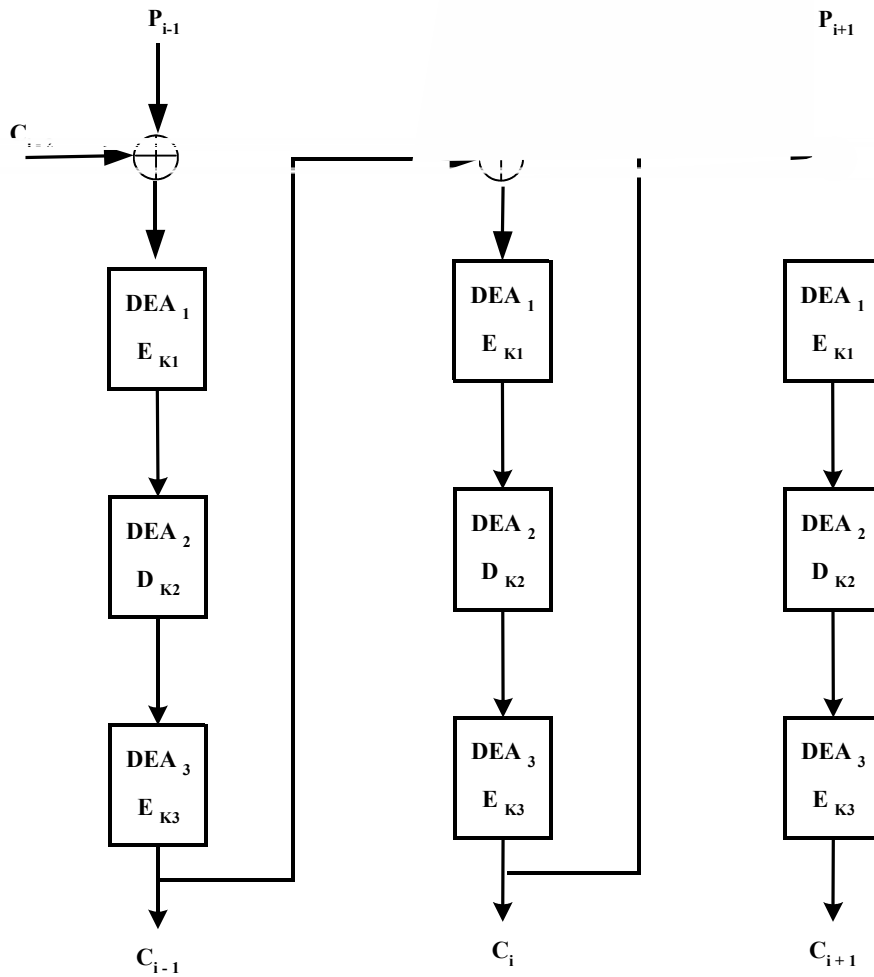 P i-1
P i+1
C
DEA 1
E K1
DEA 1
E K1
DEA 1
E K1
DEA 2
D K2
DEA 2
D K2
DEA 2
D K2
DEA 3
E K3
DEA 3
E K3
DEA 3
E K3
C i - 1
C i
C i + 1